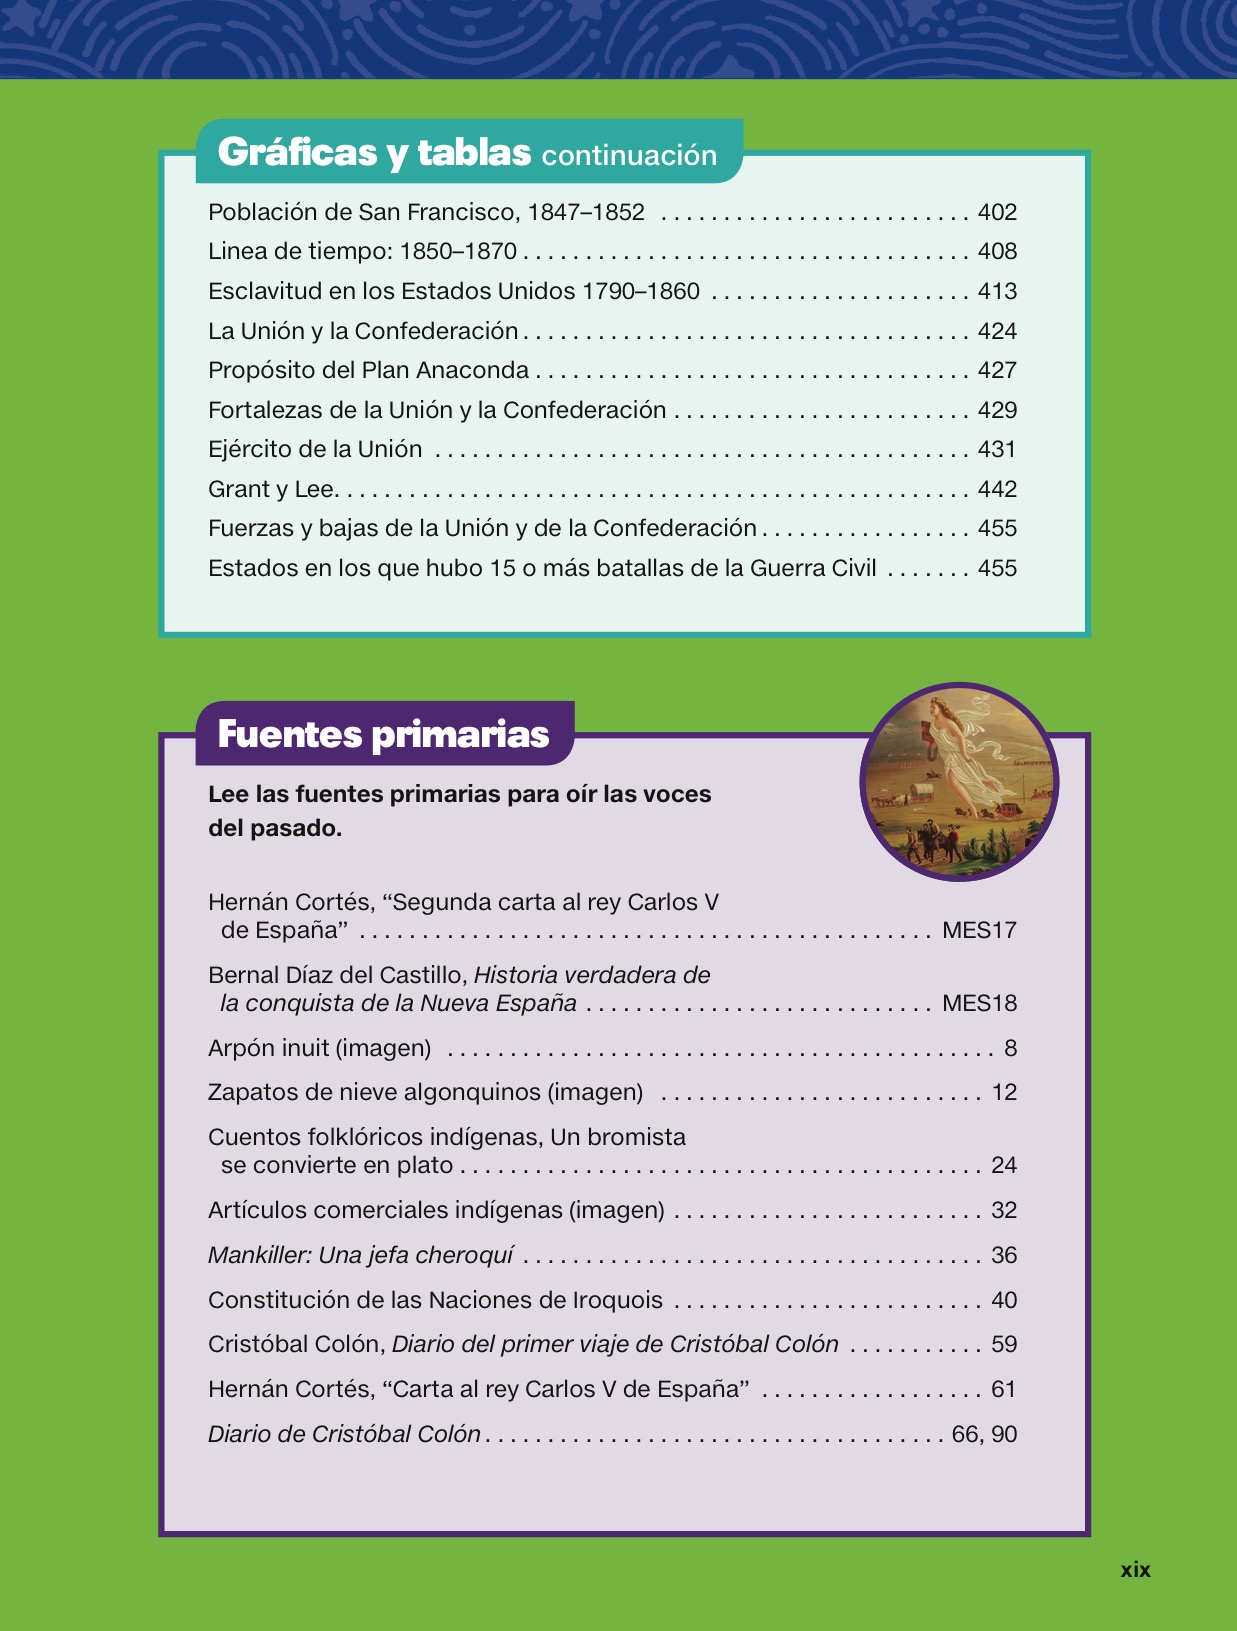 Gráficas y tablas continuación
Población de San Francisco, 1847–1852 ......................... 402
Linea de tiempo: 1850–1870 .................................... 408
Esclavitud en los Estados Unidos 1790–1860 ..................... 413
La Unión y la Confederación .................................... 424
Propósito del Plan Anaconda ................................... 427
Fortalezas de la Unión y la Confederación ........................ 429
Ejército de la Unión ........................................... 431
Grant y Lee. .................................................. 442
Fuerzas y bajas de la Unión y de la Confederación ................. 455
Estados en los que hubo 15 o más batallas de la Guerra Civil ....... 455
Fuentes primarias
Lee las fuentes primarias para oír las voces
del pasado.
Hernán Cortés, “Segunda carta al rey Carlos V
de España” .............................................. MES17
Bernal Díaz del Castillo, Historia verdadera de
la conquista de la Nueva España ............................ MES18
Arpón inuit (imagen) ............................................ 8
Zapatos de nieve algonquinos (imagen) .......................... 12
Cuentos folklóricos indígenas, Un bromista
se convierte en plato .......................................... 24
Artículos comerciales indígenas (imagen) ......................... 32
Mankiller: Una jefa cheroquí ..................................... 36
Constitución de las Naciones de Iroquois ......................... 40
Cristóbal Colón, Diario del primer viaje de Cristóbal Colón ........... 59
Hernán Cortés, “Carta al rey Carlos V de España” .................. 61
Diario de Cristóbal Colón ..................................... 66, 90
xix